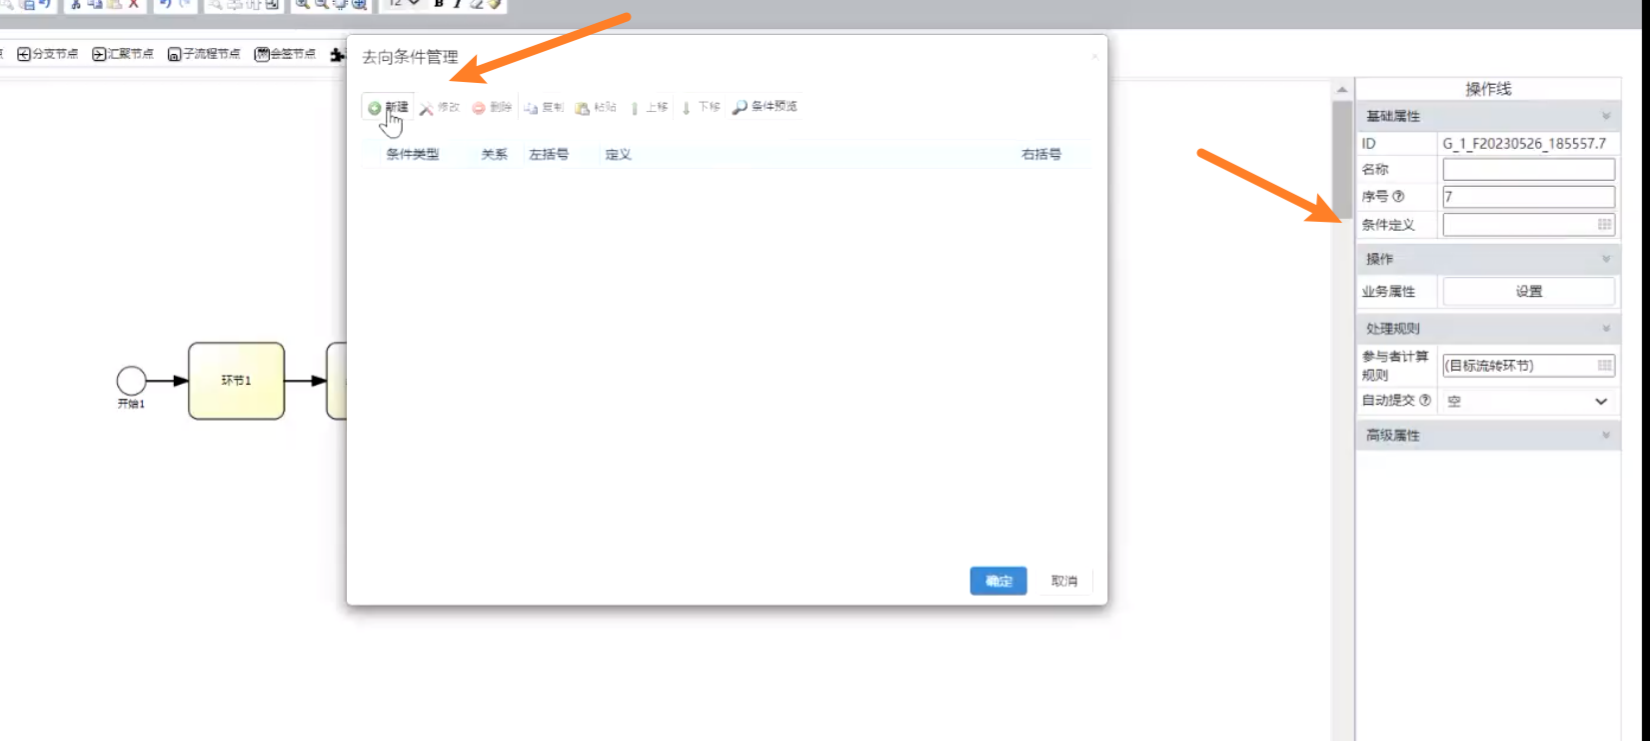 12 B I
分支节点 汇聚节点 子流程节点 会签节点
去向条件管理
新建 修改 删除 复制 粘贴 上移 下移 条件预览
条件类型 关系 左括号 定义 右括号
环节1
开始1
确定 取消
操作线
基础属性
ID G_1_F20230526_185557.7
名称
序号 7
条件定义
操作
业务属性 设置
处理规则
参与者计算
规则 (目标流转环节)
自动提交 空
高级属性